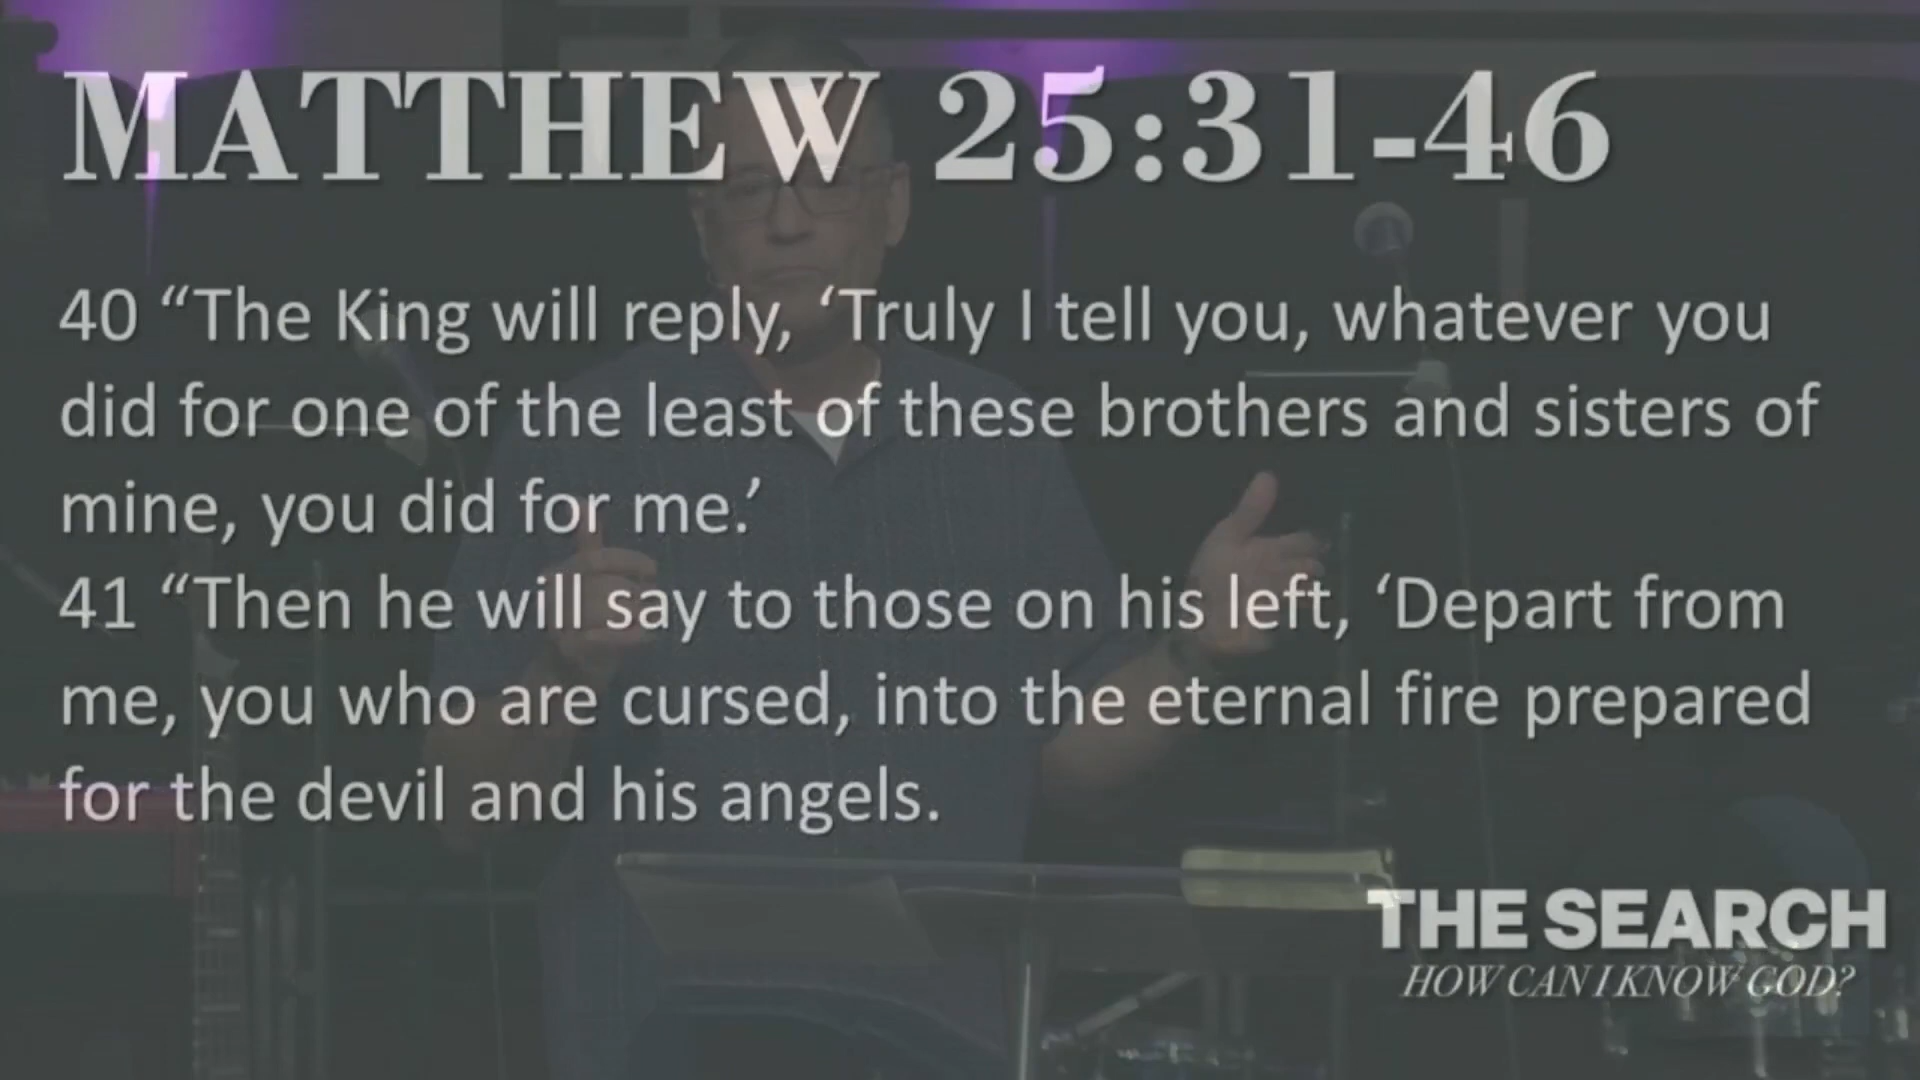 MATTHEW 25:31-46
40 “The King will reply, ‘Truly I tell you, whatever you
did for one of the least of these brothers and sisters of
mine, you did for me.’
41 “Then he will say to those on his left, ‘Depart from
me, you who are cursed, into the eternal fire prepared
for the devil and his angels.
THE SEARCH
HOW CAN I KNOW GOD?